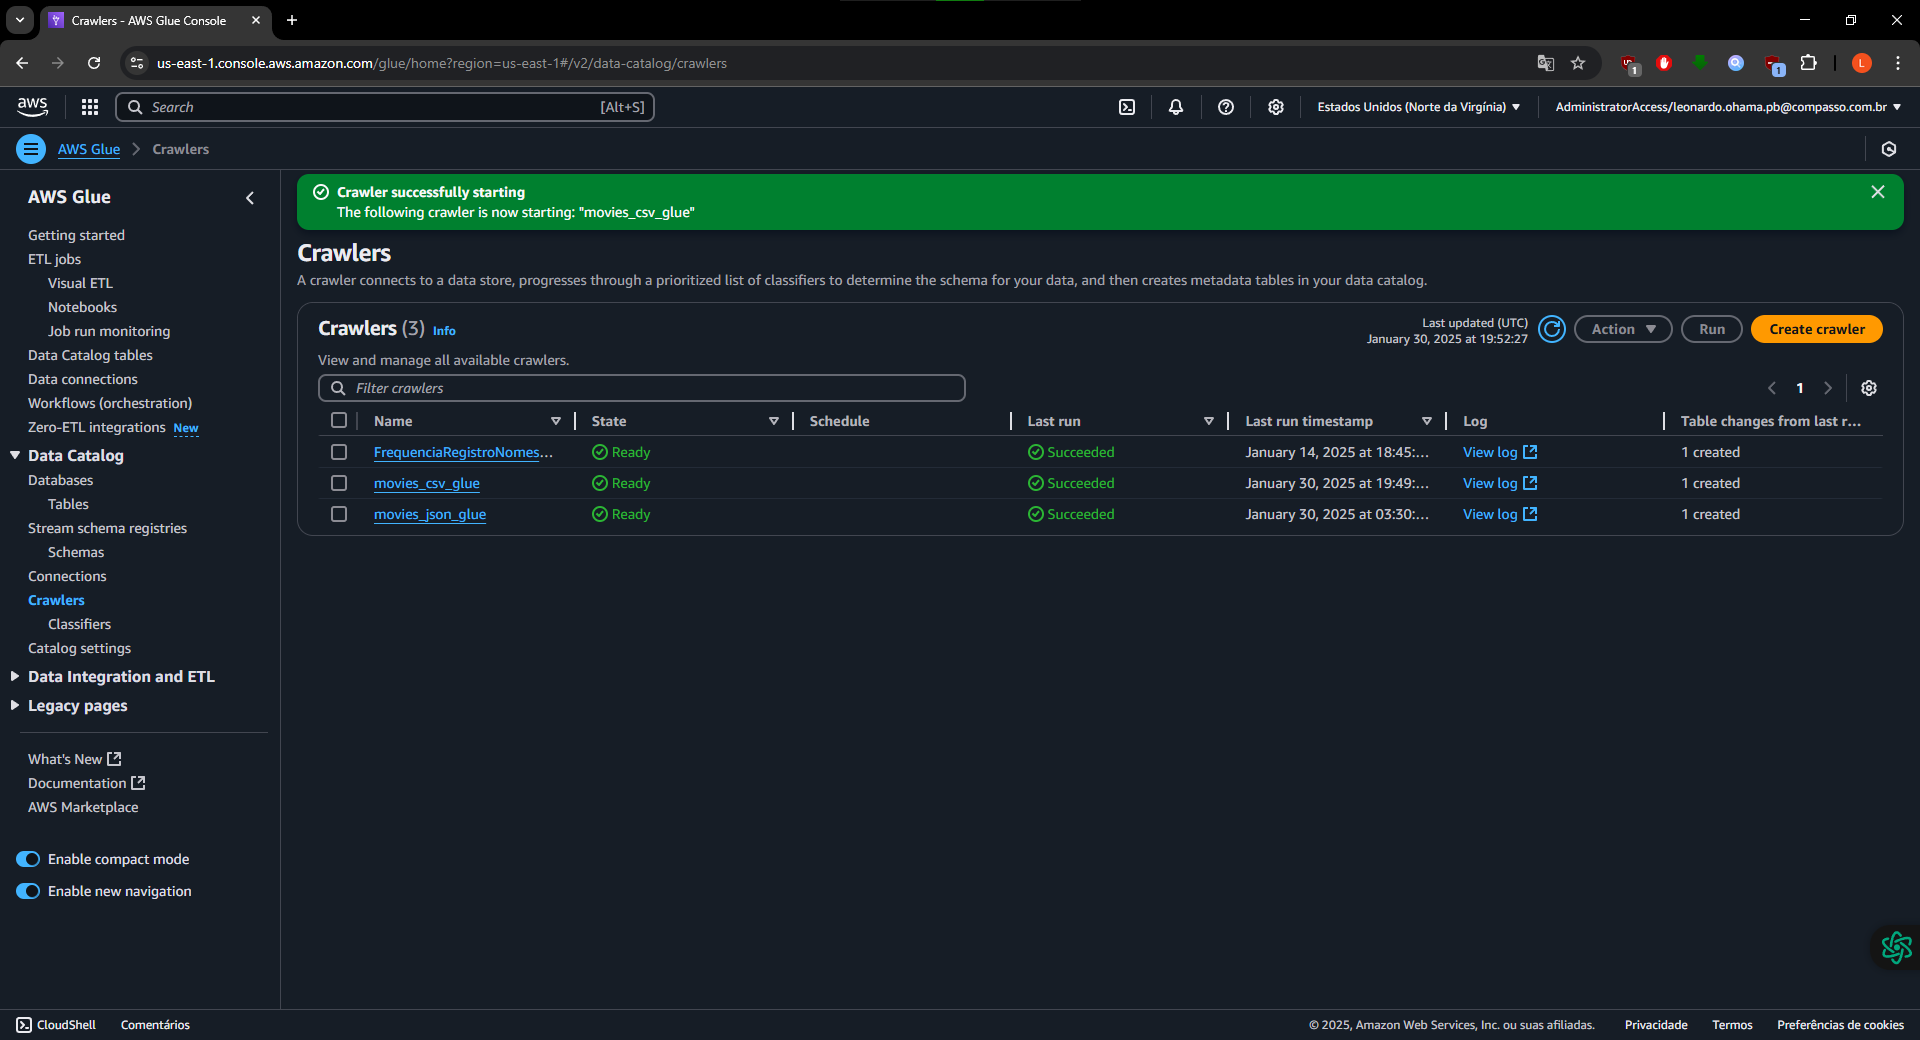 Crawlers - AWS Glue Console
us-east-1.console.aws.amazon.com/glue/home?region=us-east-1#/v2/data-catalog/crawlers
1
1
L
aws
Search
[Alt+S]
Estados Unidos (Norte da Virgínia)
AdministratorAccess/leonardo.ohama.pb@compasso.com.br
AWS Glue
Crawlers
AWS Glue
Getting started
ETL jobs
Visual ETL
Notebooks
Job run monitoring
Data Catalog tables
Data connections
Workflows (orchestration)
Zero-ETL integrations New
Data Catalog
Databases
Tables
Stream schema registries
Schemas
Connections
Crawlers
Classifiers
Catalog settings
Data Integration and ETL
Legacy pages
What's New
Documentation
AWS Marketplace
Enable compact mode
Enable new navigation
Crawler successfully starting
The following crawler is now starting: "movies_csv_glue"
Crawlers
A crawler connects to a data store, progresses through a prioritized list of classifiers to determine the schema for your data, and then creates metadata tables in your data catalog.
Crawlers (3) Info
View and manage all available crawlers.
Last updated (UTC)
January 30, 2025 at 19:52:27
Action
Run
Create crawler
Filter crawlers
1
Name State Schedule Last run Last run timestamp Log Table changes from last r...
FrequenciaRegistroNomes... Ready Succeeded January 14, 2025 at 18:45:... View log 1 created
movies_csv_glue Ready Succeeded January 30, 2025 at 19:49:... View log 1 created
movies_json_glue Ready Succeeded January 30, 2025 at 03:30:... View log 1 created
CloudShell
Comentários
© 2025, Amazon Web Services, Inc. ou suas afiliadas.
Privacidade
Termos
Preferências de cookies